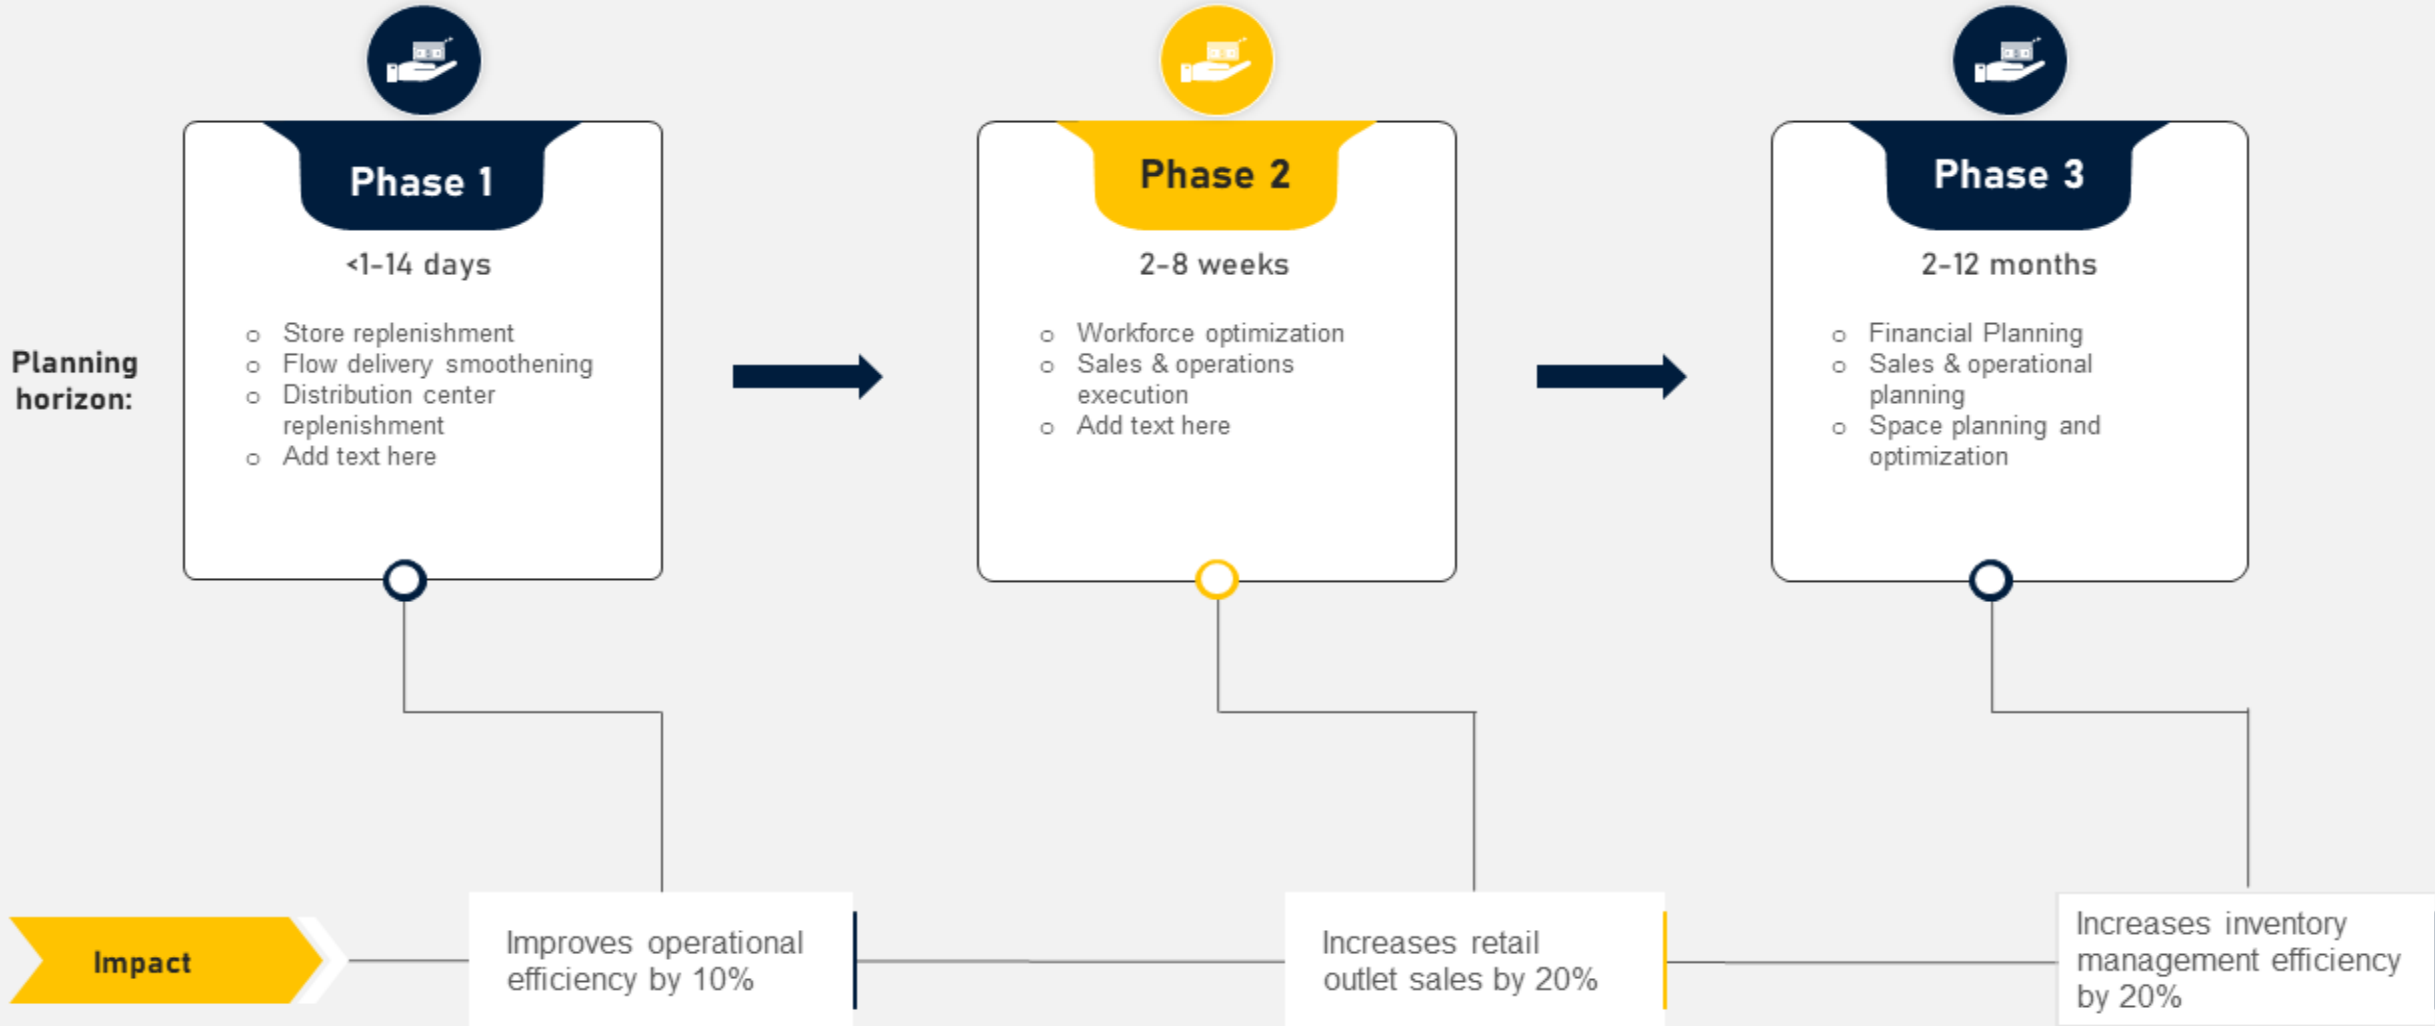 Phase 1
<1-14 days
o Store replenishment
o Flow delivery smoothening
o Distribution center
replenishment
o Add text here
Phase 2
2-8 weeks
o Workforce optimization
o Sales & operations
execution
o Add text here
Phase 3
2-12 months
o Financial Planning
o Sales & operational
planning
o Space planning and
optimization
Planning
horizon:
Impact
Improves operational
efficiency by 10%
Increases retail
outlet sales by 20%
Increases inventory
management efficiency
by 20%